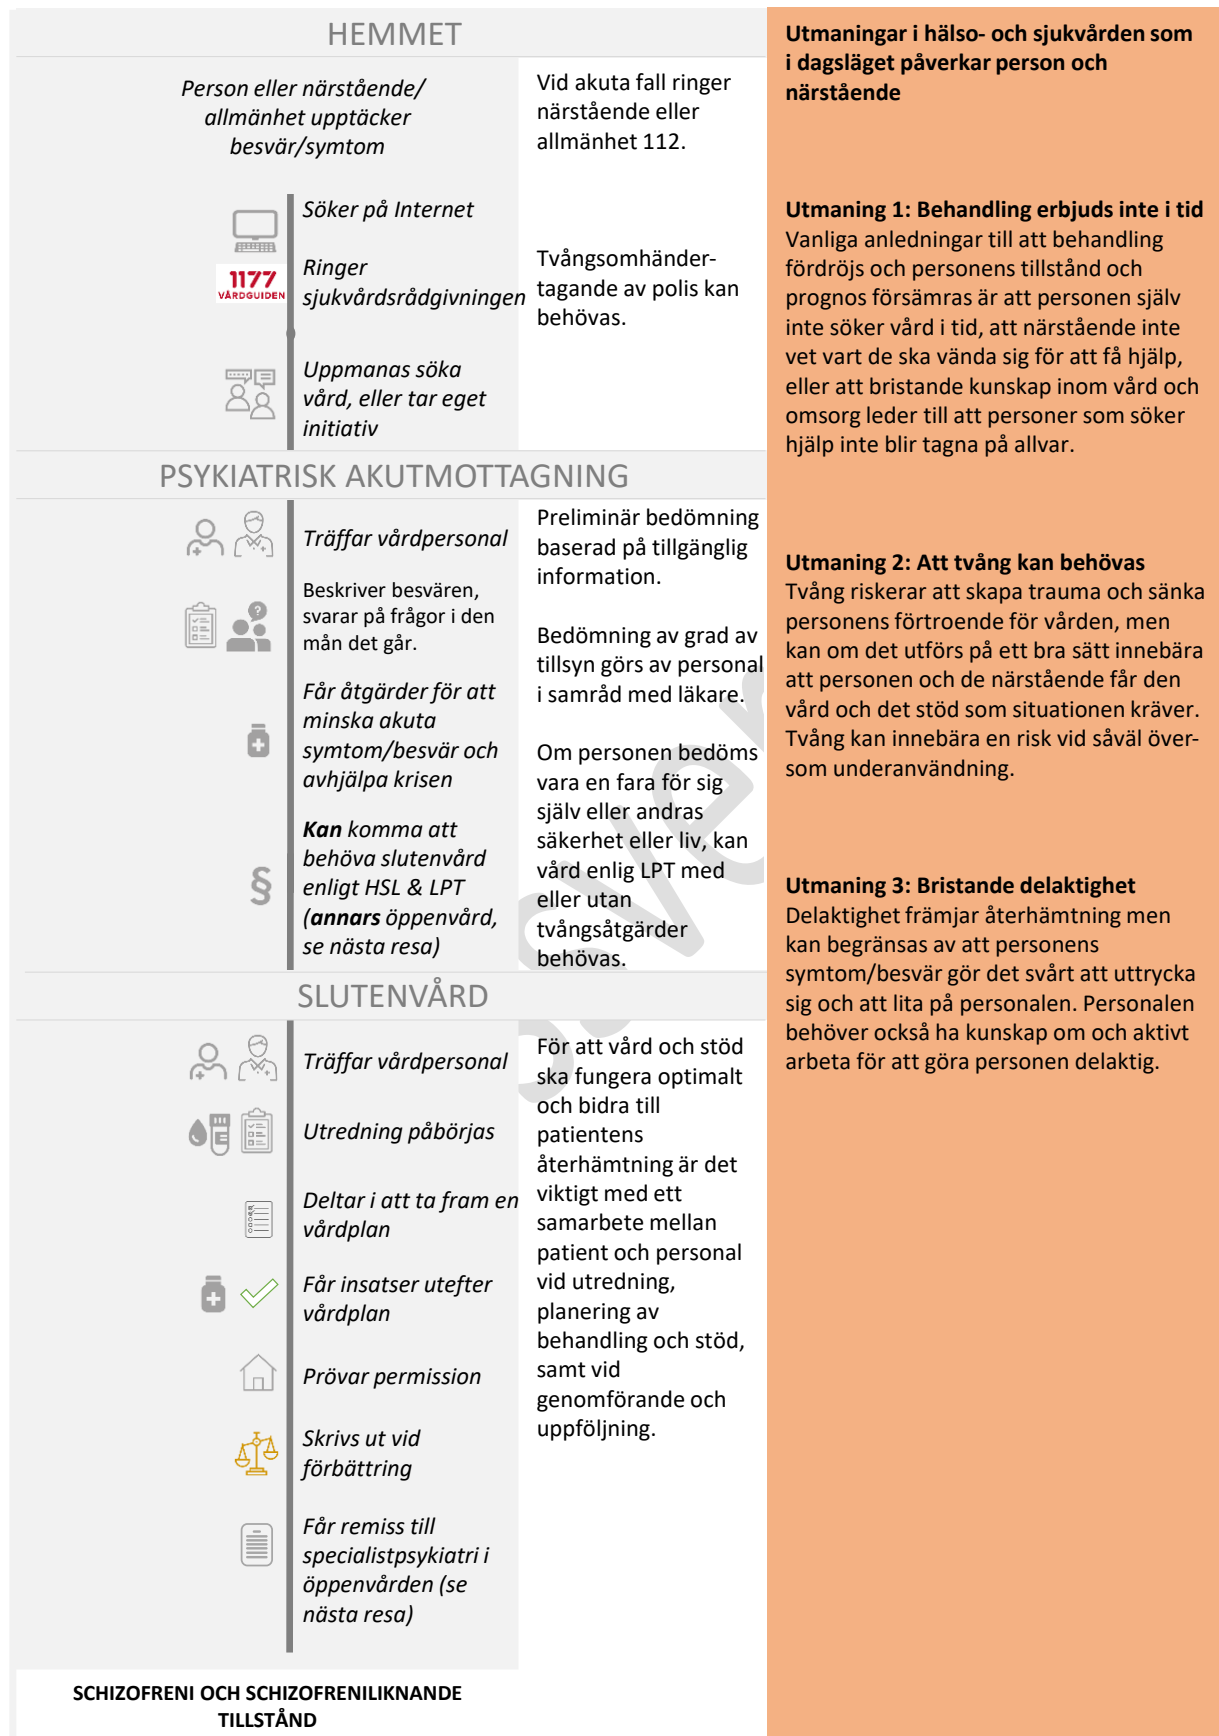 HEMMET
Person eller närstående/
allmänhet upptäcker
besvär/symtom
Vid akuta fall ringer
närstående eller
allmänhet 112.
Söker på Internet
1177
VÅRDGUIDEN
Ringer
sjukvårdsrådgivningen
Tvångsomhänder-
tagande av polis kan
behövas.
Uppmanas söka
vård, eller tar eget
initiativ
PSYKIATRISK AKUTMOTTAGNING
Träffar vårdpersonal
Beskriver besvären,
svarar på frågor i den
mån det går.
Får åtgärder för att
minska akuta
symtom/besvär och
avhjälpa krisen
§
Kan komma att
behöva slutenvård
enligt HSL & LPT
(annars öppenvård,
se nästa resa)
Preliminär bedömning
baserad på tillgänglig
information.
Bedömning av grad av
tillsyn görs av personal
i samråd med läkare.
Om personen bedöms
vara en fara för sig
själv eller andras
säkerhet eller liv, kan
vård enlig LPT med
eller utan
tvångsåtgärder
behövas.
SLUTENVÅRD
Träffar vårdpersonal
Utredning påbörjas
Deltar i att ta fram en
vårdplan
Får insatser utefter
vårdplan
Prövar permission
Skrivs ut vid
förbättring
Får remiss till
specialistpsykiatri i
öppenvården (se
nästa resa)
För att vård och stöd
ska fungera optimalt
och bidra till
patientens
återhämtning är det
viktigt med ett
samarbete mellan
patient och personal
vid utredning,
planering av
behandling och stöd,
samt vid
genomförande och
uppföljning.
SCHIZOFRENI OCH SCHIZOFRENILIKNANDE
TILLSTÅND
Utmaningar i hälso- och sjukvården som
i dagsläget påverkar person och
närstående
Utmaning 1: Behandling erbjuds inte i tid
Vanliga anledningar till att behandling
fördröjs och personens tillstånd och
prognos försämras är att personen själv
inte söker vård i tid, att närstående inte
vet vart de ska vända sig för att få hjälp,
eller att bristande kunskap inom vård och
omsorg leder till att personer som söker
hjälp inte blir tagna på allvar.
Utmaning 2: Att tvång kan behövas
Tvång riskerar att skapa trauma och sänka
personens förtroende för vården, men
kan om det utförs på ett bra sätt innebära
att personen och de närstående får den
vård och det stöd som situationen kräver.
Tvång kan innebära en risk vid såväl över-
som underanvändning.
Utmaning 3: Bristande delaktighet
Delaktighet främjar återhämtning men
kan begränsas av att personens
symtom/besvär gör det svårt att uttrycka
sig och att lita på personalen. Personalen
behöver också ha kunskap om och aktivt
arbeta för att göra personen delaktig.